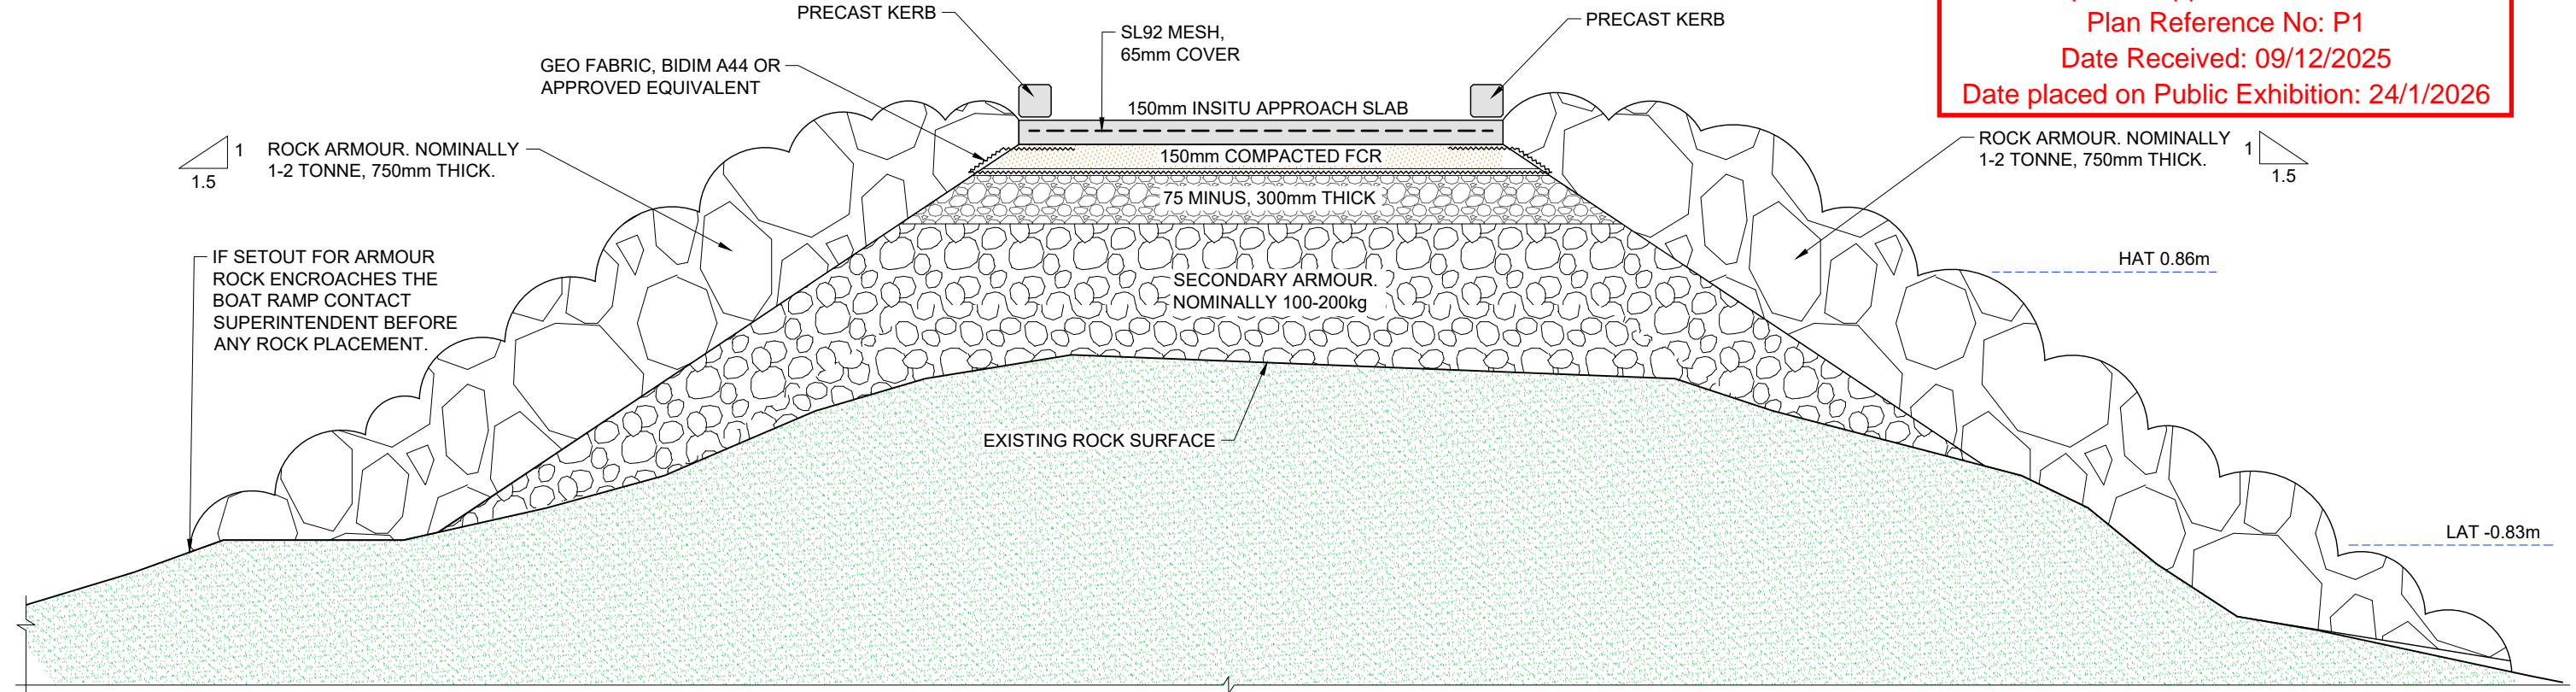 PRECAST KERB
SL92 MESH,
65mm COVER
PRECAST KERB
Plan Reference No: P1
Date Received: 09/12/2025
Date placed on Public Exhibition: 24/1/2026
GEO FABRIC, BIDIM A44 OR
APPROVED EQUIVALENT
150mm INSITU APPROACH SLAB
1
1.5
ROCK ARMOUR. NOMINALLY
1-2 TONNE, 750mm THICK.
150mm COMPACTED FCR
ROCK ARMOUR. NOMINALLY
1-2 TONNE, 750mm THICK.
1
1.5
75 MINUS, 300mm THICK
IF SETOUT FOR ARMOUR
ROCK ENCROACHES THE
BOAT RAMP CONTACT
SUPERINTENDENT BEFORE
ANY ROCK PLACEMENT.
HAT 0.86m
SECONDARY ARMOUR.
NOMINALLY 100-200kg
EXISTING ROCK SURFACE
LAT -0.83m